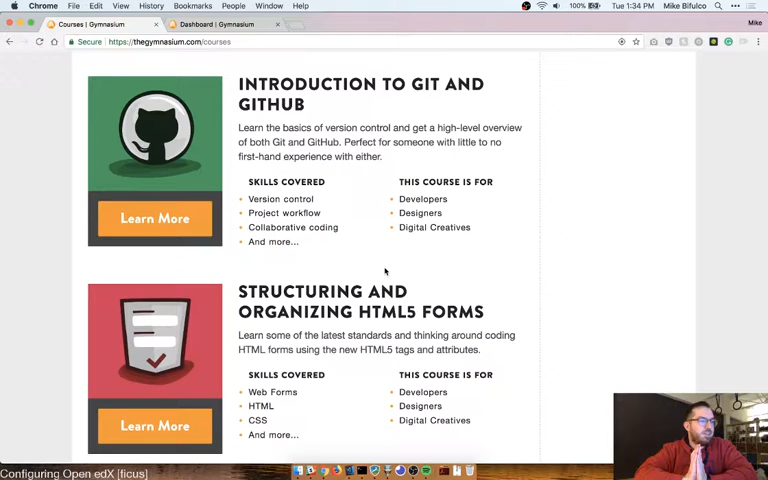 Chrome File Edit View History Bookmarks People Window Help
100% Tue 1:34 PM Mike Bifulco
Courses | Gymnasium
Dashboard | Gymnasium
Mike
Secure https://thegymnasium.com/courses
INTRODUCTION TO GIT AND
GITHUB
Learn the basics of version control and get a high-level overview
of both Git and GitHub. Perfect for someone with little to no
first-hand experience with either.
SKILLS COVERED
THIS COURSE IS FOR
Version control
Developers
Learn More
Project workflow
Designers
Collaborative coding
Digital Creatives
And more...
STRUCTURING AND
ORGANIZING HTML5 FORMS
Learn some of the latest standards and thinking around coding
HTML forms using the new HTML5 tags and attributes.
SKILLS COVERED
THIS COURSE IS FOR
Web Forms
Developers
HTML
Designers
Learn More
CSS
Digital Creatives
And more...
Configuring Open edX [ficus]